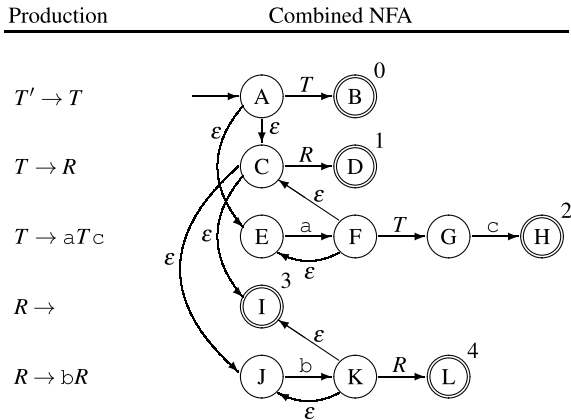 Production Combined NFA
T′ → T A T B 0
ε ε
T → R C R D 1
ε
T → aTc E a F T G c H 2
ε ε ε
R → I 3
ε
R → bR J b K R L 4
ε